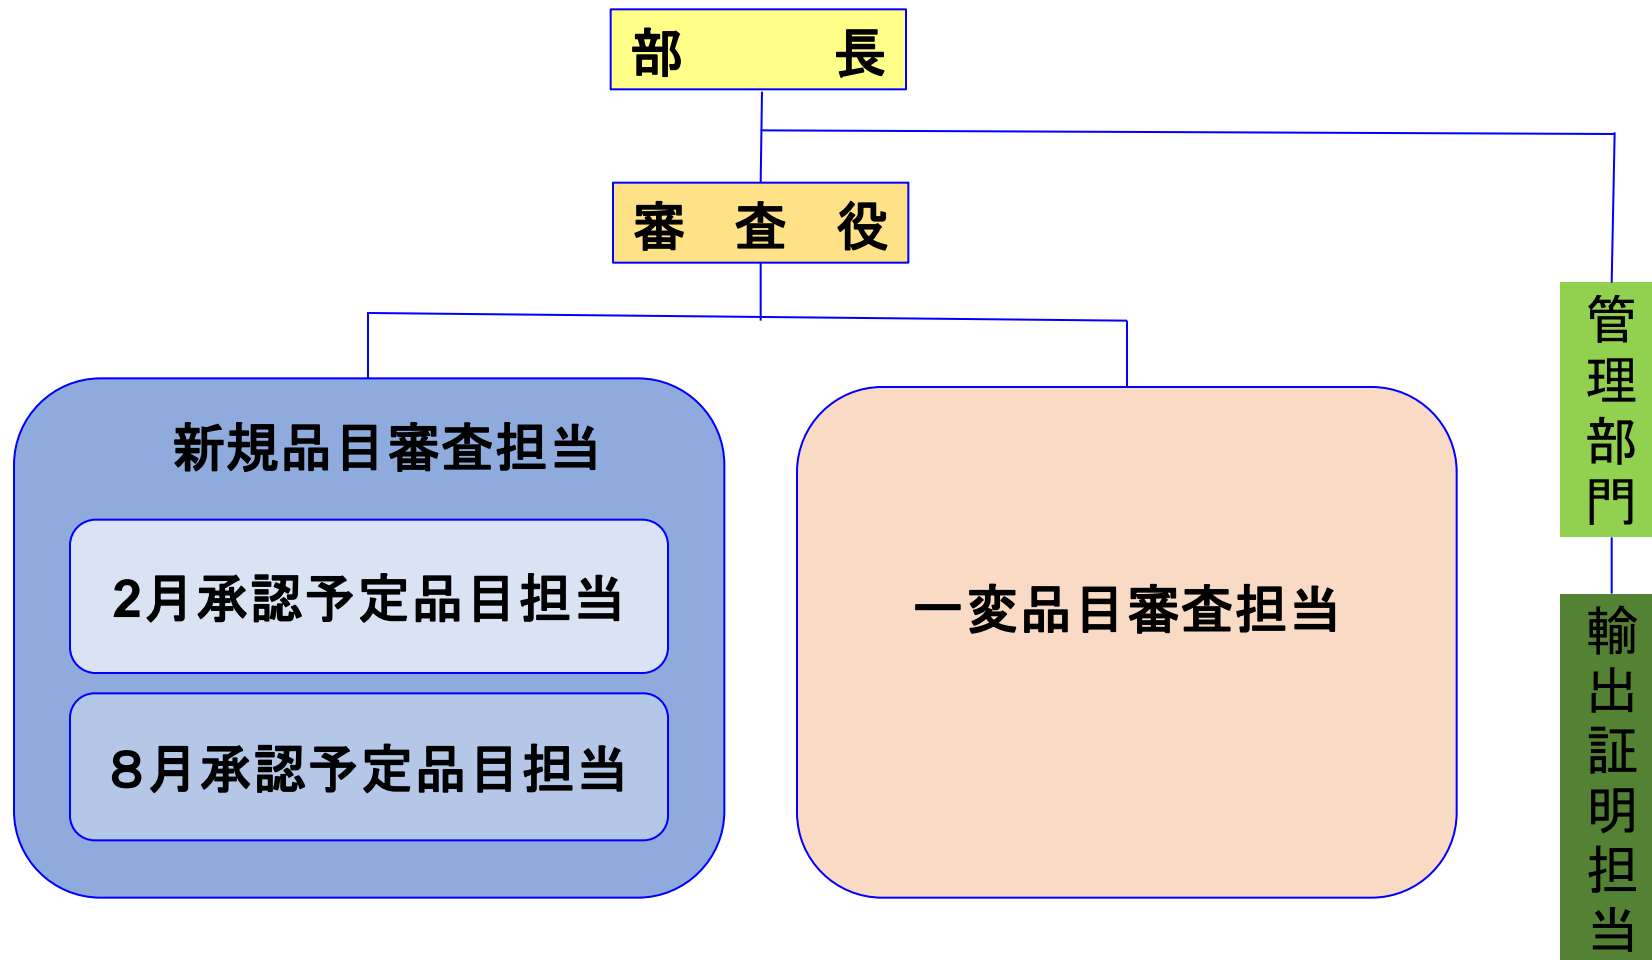 部　　　長
審　査　役
新規品目審査担当
2月承認予定品目担当
８月承認予定品目担当
一変品目審査担当
管理部門
輸出証明担当